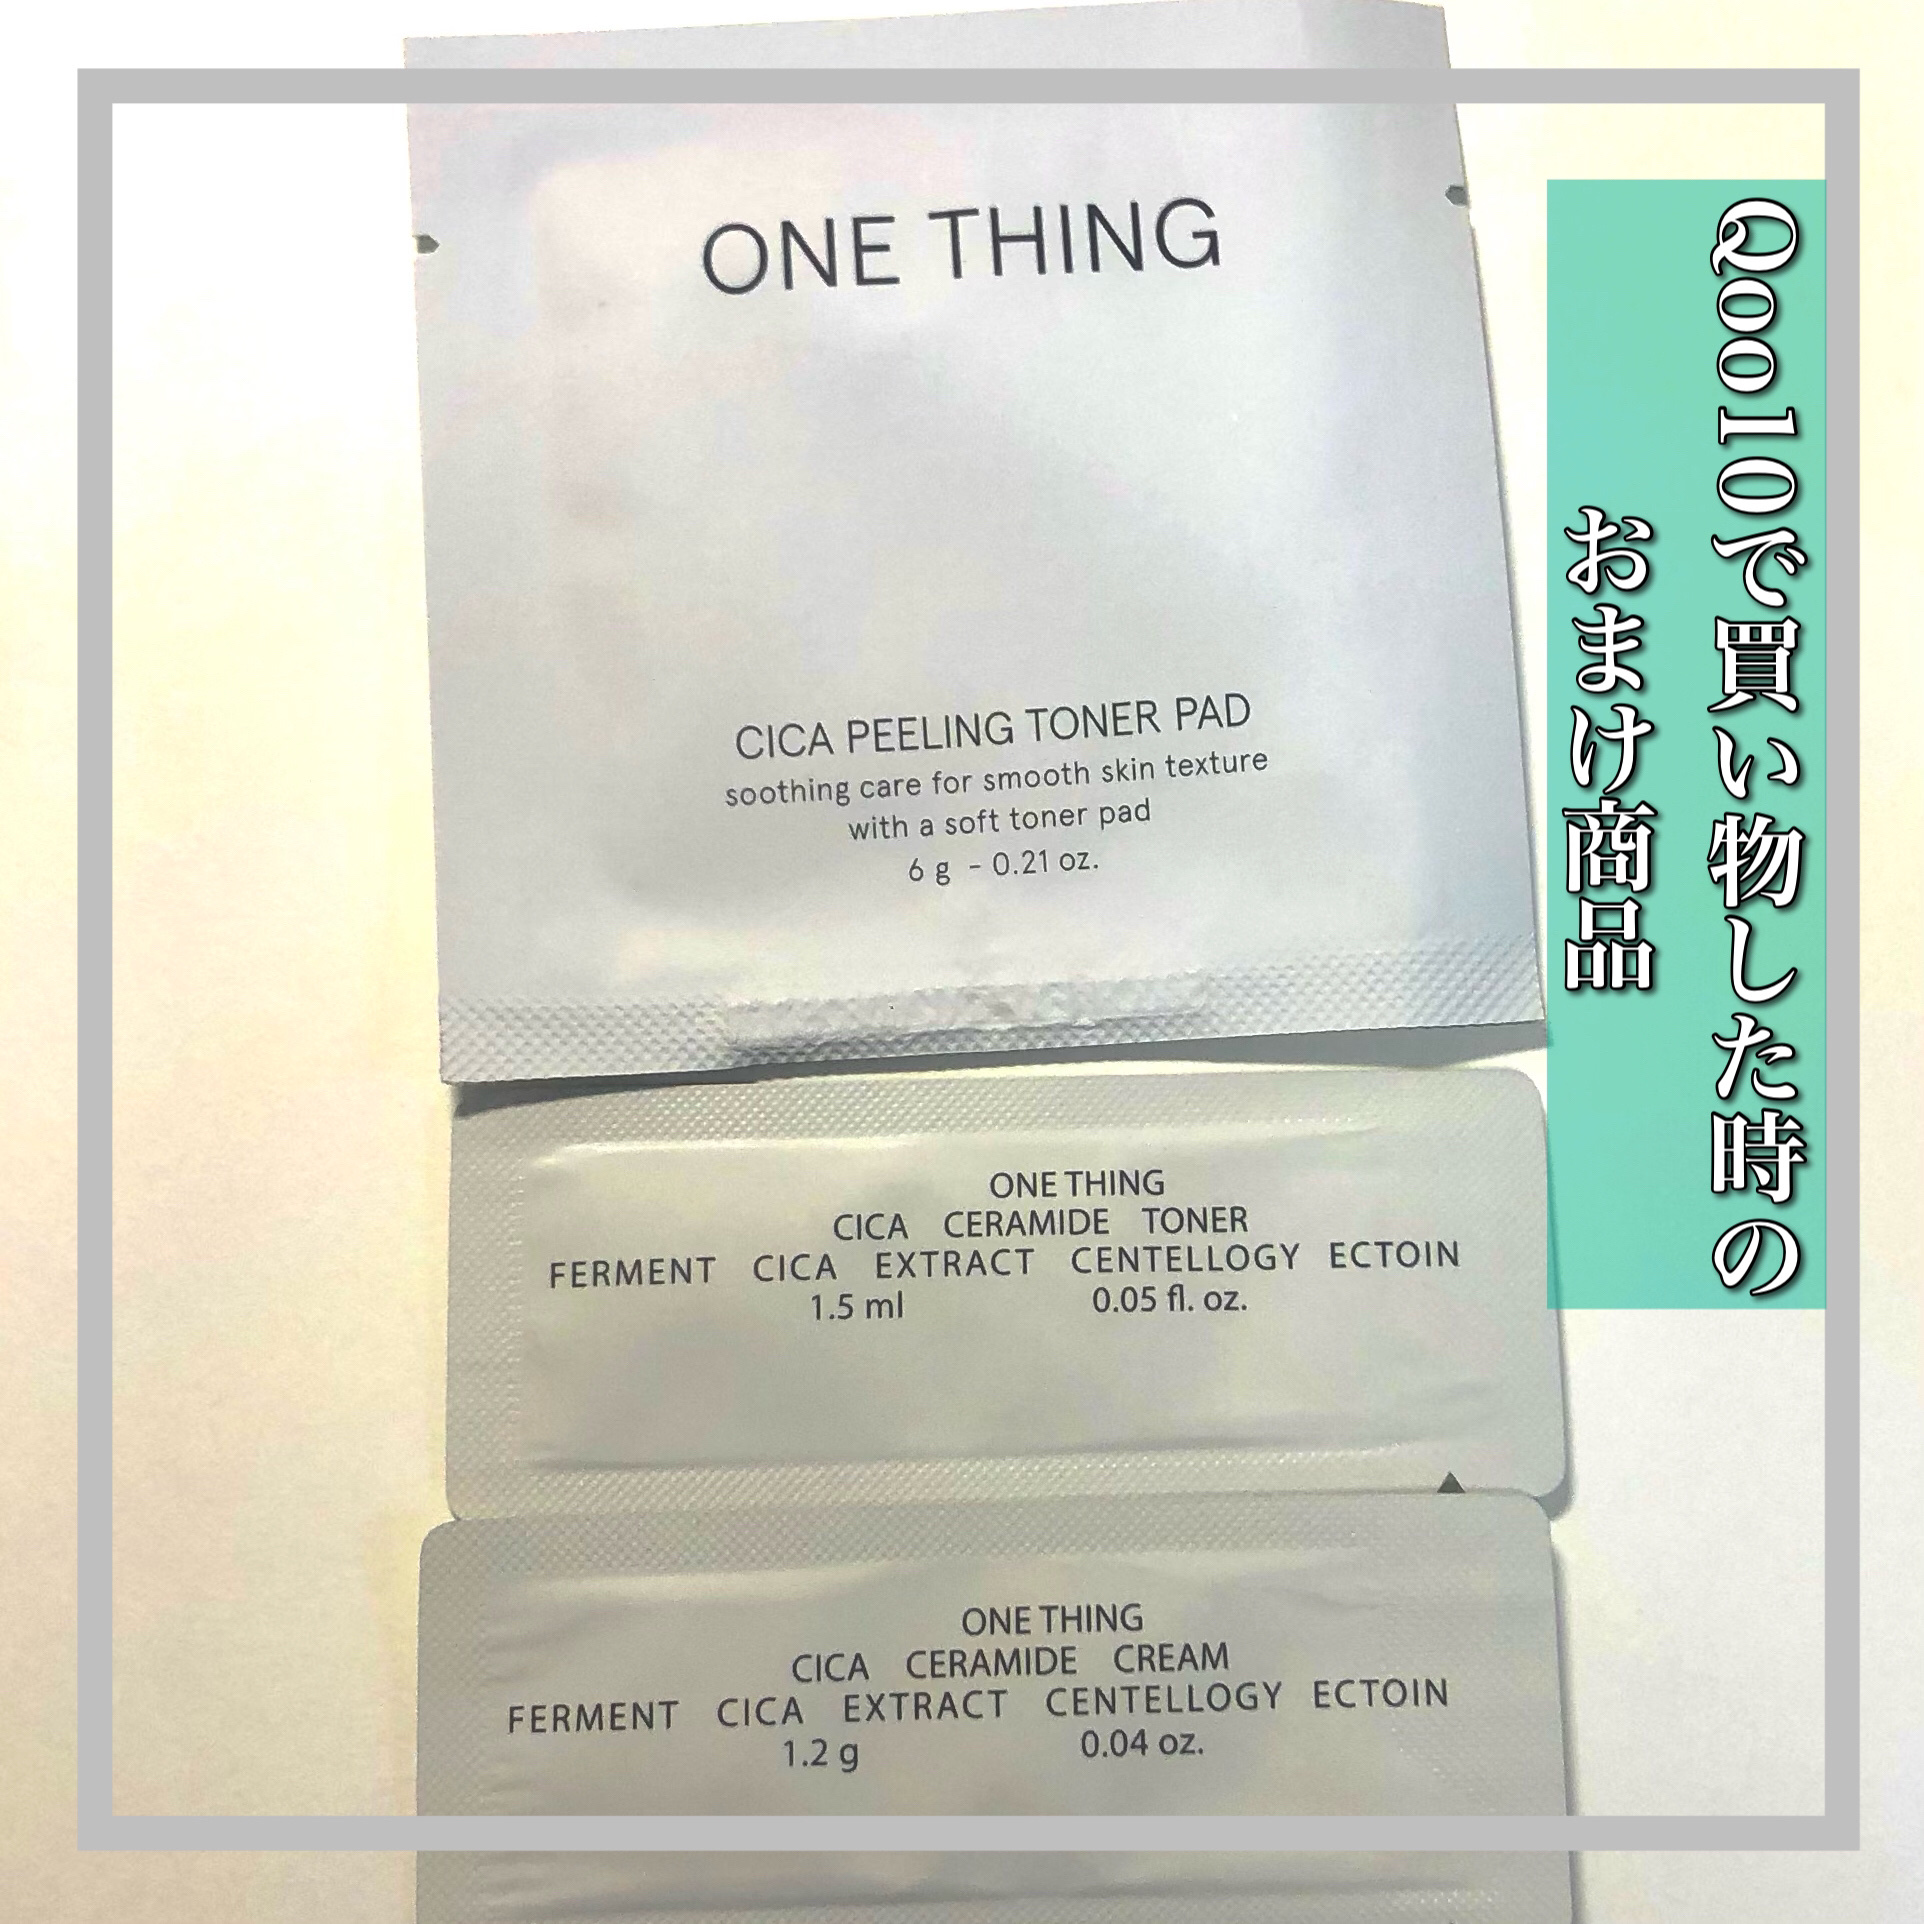 Qoo10で買い物した時の
おまけ商品
ONE THING
CICA PEELING TONER PAD
soothing care for smooth skin texture
with a soft toner pad
6 g - 0.21 oz.
ONE THING
CICA CERAMIDE TONER
FERMENT CICA EXTRACT CENTELLOGY ECTOIN
1.5 ml 0.05 fl. oz.
ONE THING
CICA CERAMIDE CREAM
FERMENT CICA EXTRACT CENTELLOGY ECTOIN
1.2 g 0.04 oz.